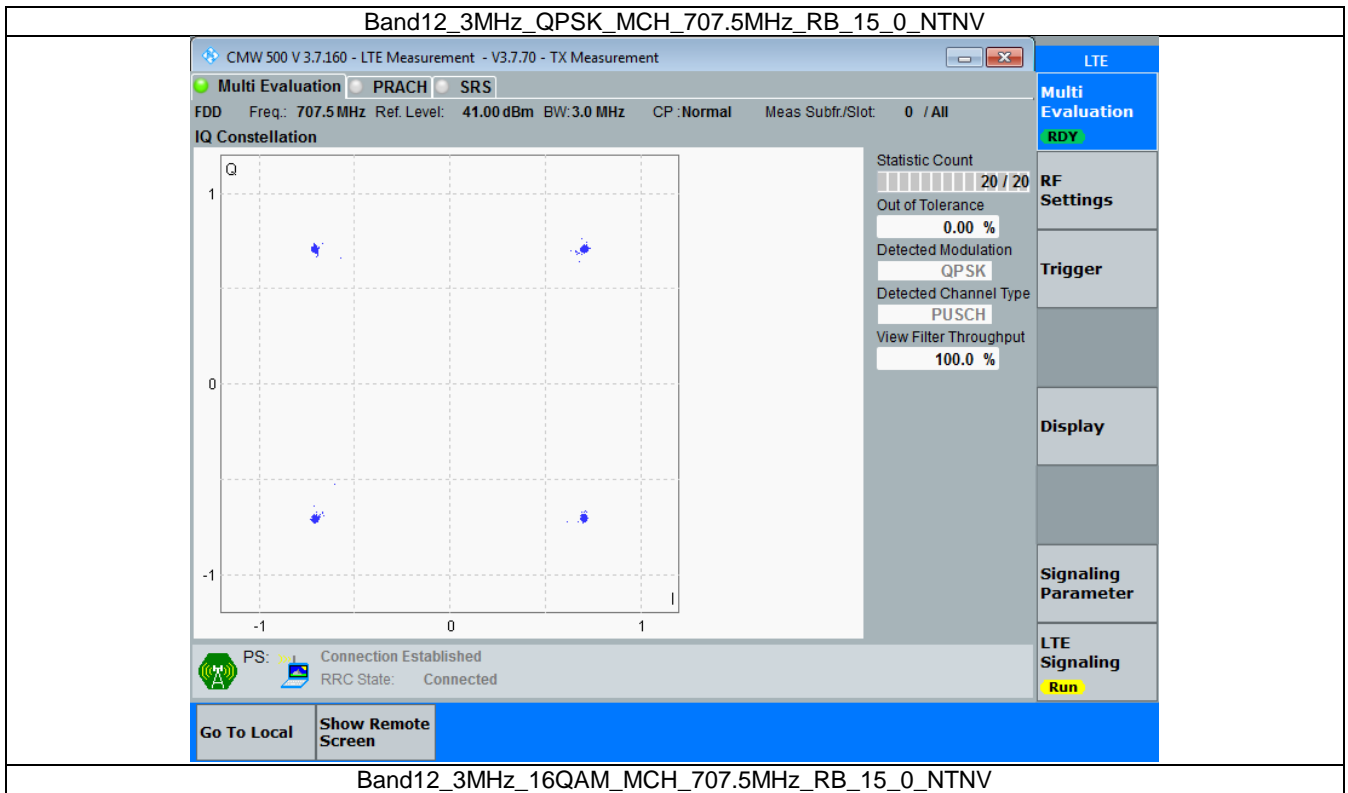 Band12_3MHz_QPSK_MCH_707.5MHz_RB_15_0_NTNV
CMW 500 V 3.7.160 - LTE Measurement - V3.7.70 - TX Measurement
LTE
Multi Evaluation PRACH SRS
FDD Freq.: 707.5 MHz Ref. Level: 41.00 dBm BW: 3.0 MHz CP : Normal Meas Subfr./Slot: 0 / All
IQ Constellation
Q
1
0
-1
-1 0 1
I
Statistic Count
20 / 20
Out of Tolerance
0.00 %
Detected Modulation
QPSK
Detected Channel Type
PUSCH
View Filter Throughput
100.0 %
Multi
Evaluation
RDY
RF
Settings
Trigger
Display
Signaling
Parameter
LTE
Signaling
Run
PS: Connection Established
RRC State: Connected
Go To Local
Show Remote
Screen
Band12_3MHz_16QAM_MCH_707.5MHz_RB_15_0_NTNV